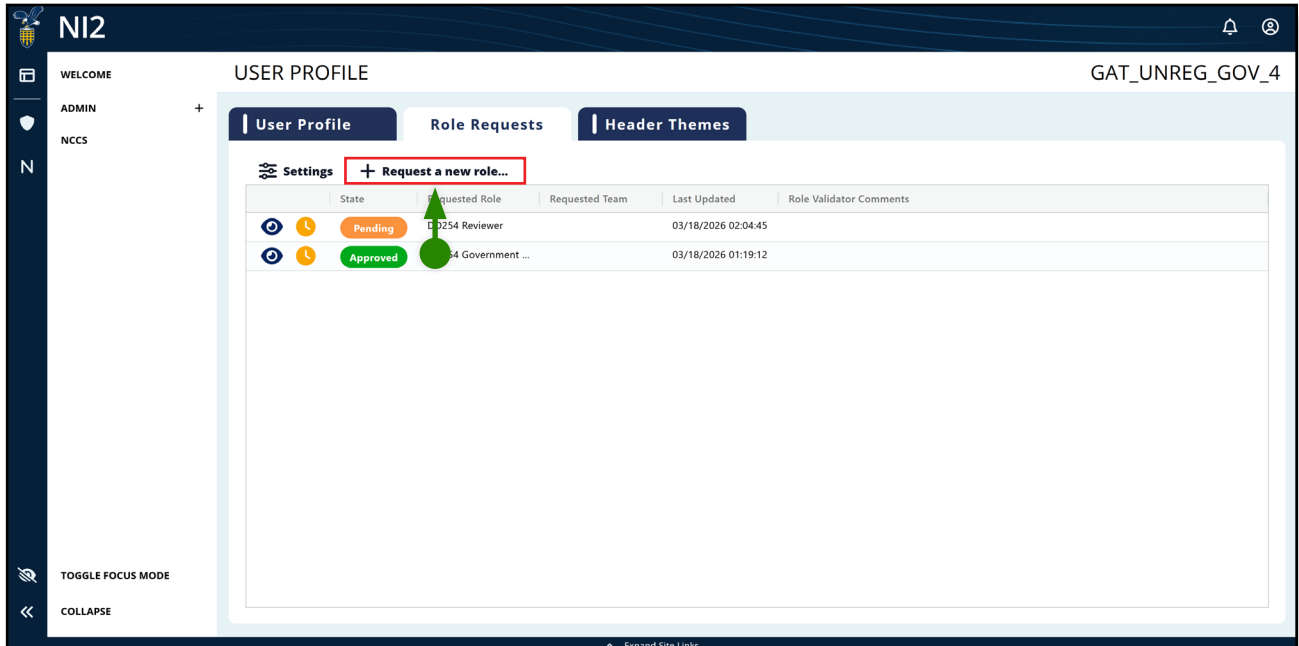 NI2
WELCOME
ADMIN +
NCCS
TOGGLE FOCUS MODE
COLLAPSE
N
USER PROFILE GAT_UNREG_GOV_4
User Profile Role Requests Header Themes
Settings + Request a new role...
State Requested Role Requested Team Last Updated Role Validator Comments
Pending Reviewer 03/18/2026 02:04:45
Approved Government ... 03/18/2026 01:19:12
Expand Site Links